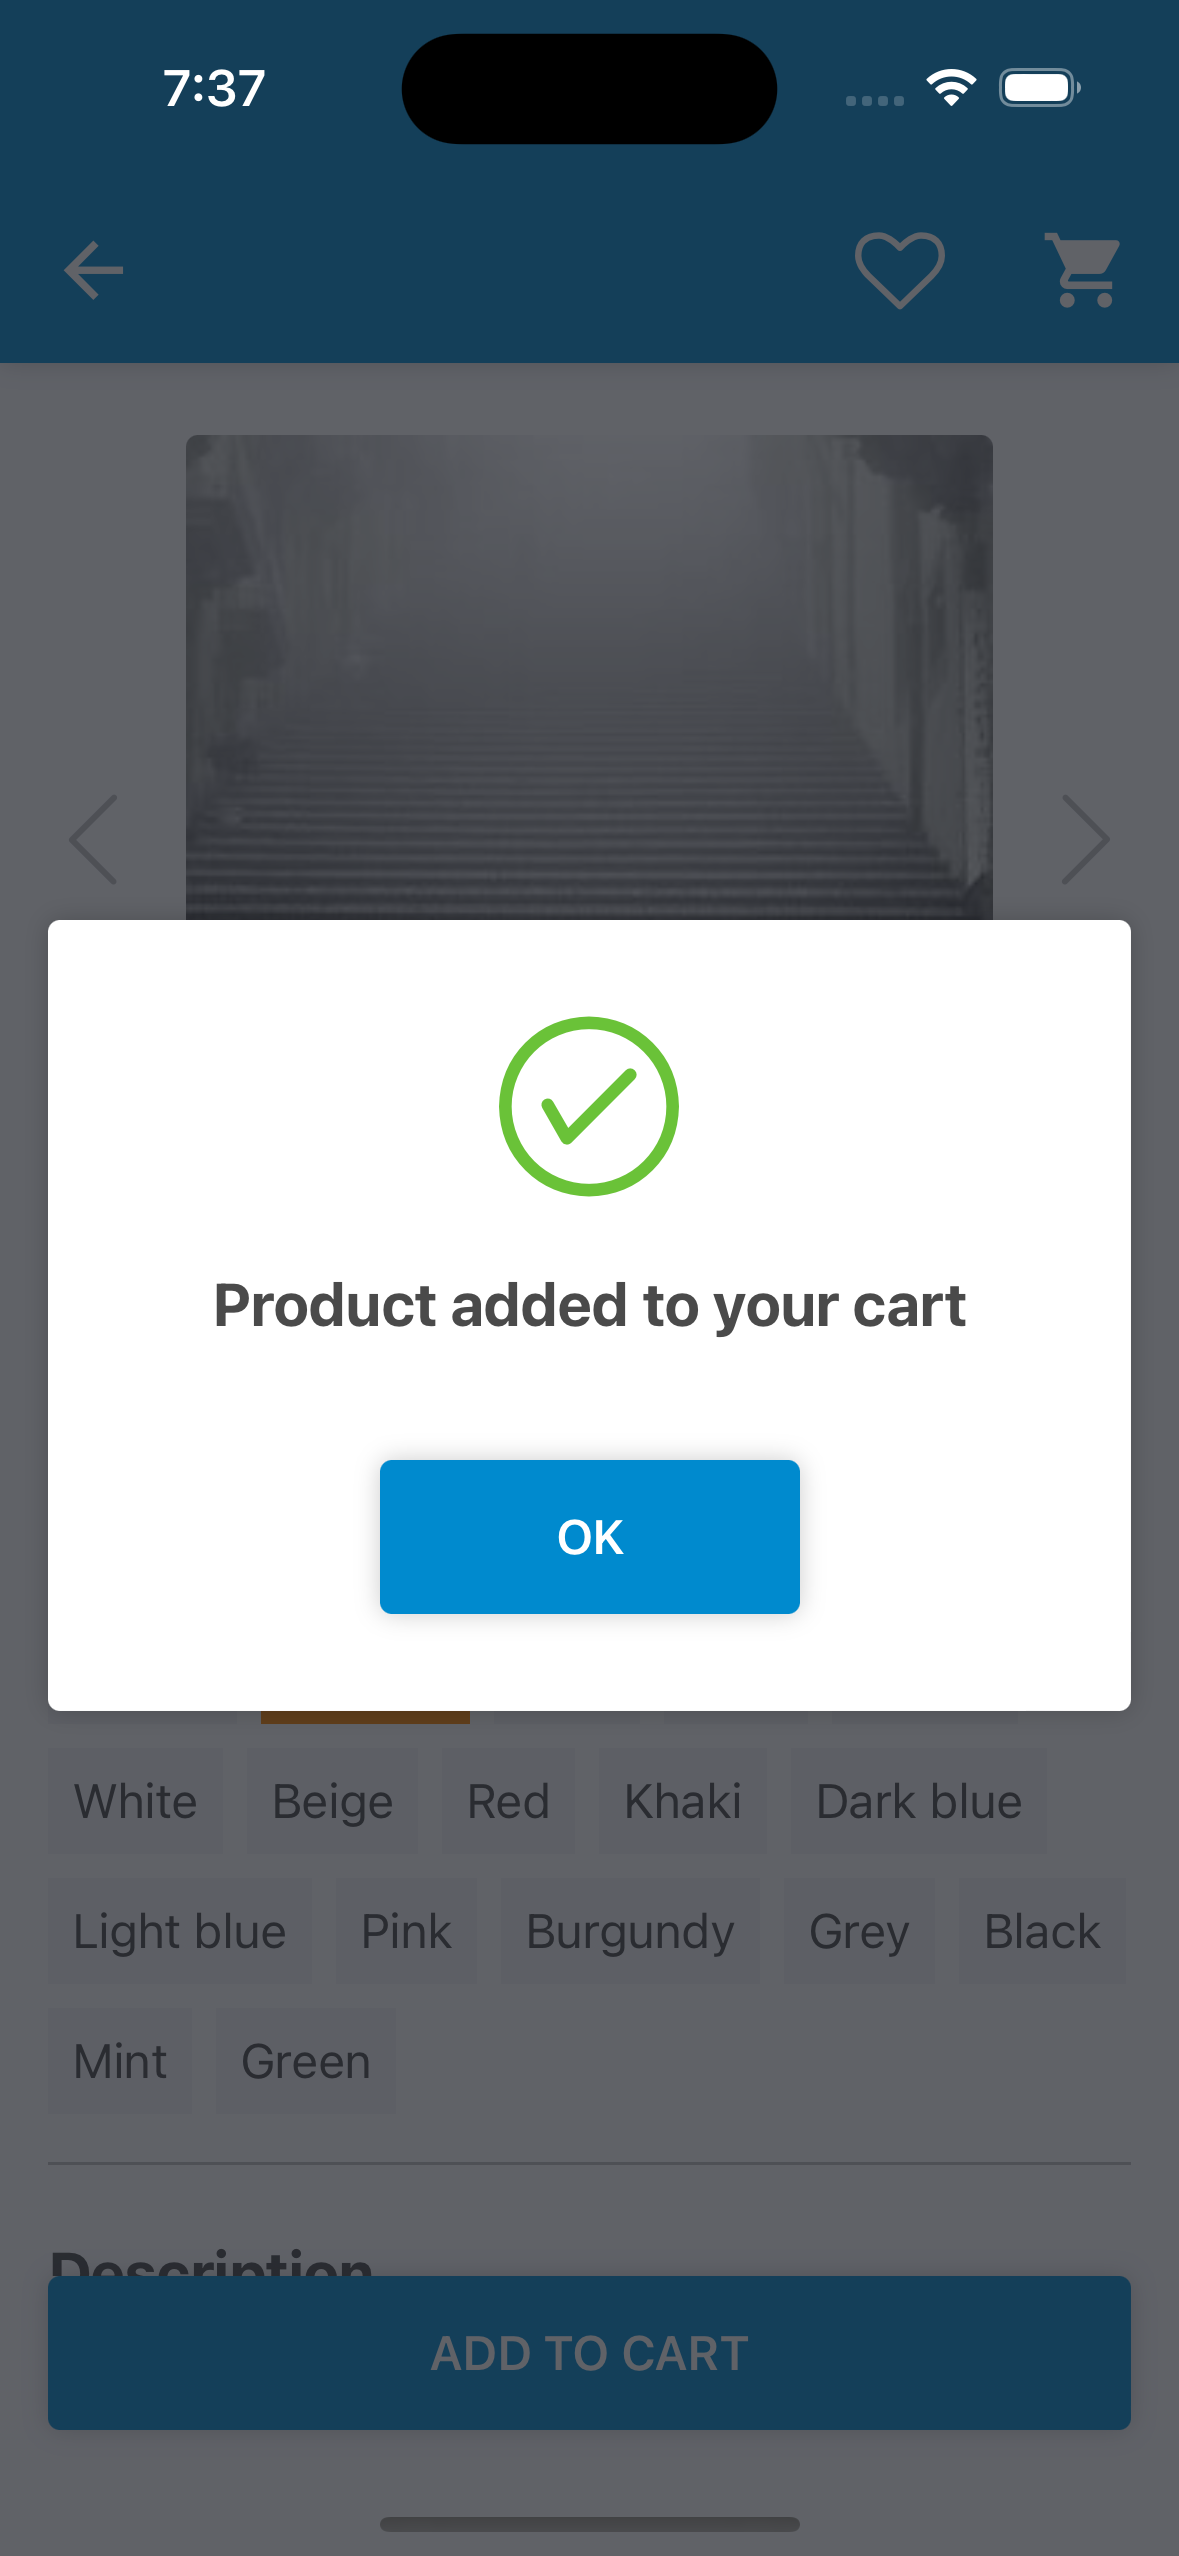 7:37
Product added to your cart
OK
White Beige Red Khaki Dark blue
Light blue Pink Burgundy Grey Black
Mint Green
Description
ADD TO CART